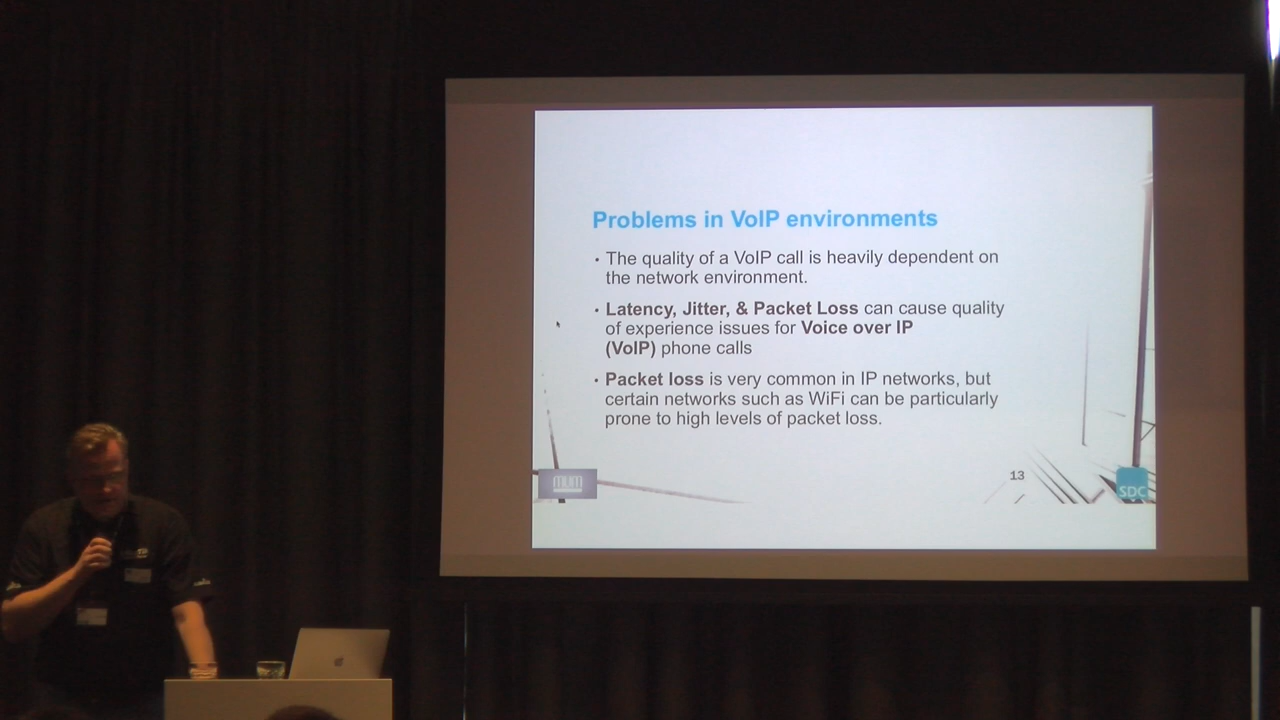 Problems in VoIP environments
• The quality of a VoIP call is heavily dependent on
the network environment.
• Latency, Jitter, & Packet Loss can cause quality
of experience issues for Voice over IP
(VoIP) phone calls
• Packet loss is very common in IP networks, but
certain networks such as WiFi can be particularly
prone to high levels of packet loss.
mum
13
SDC